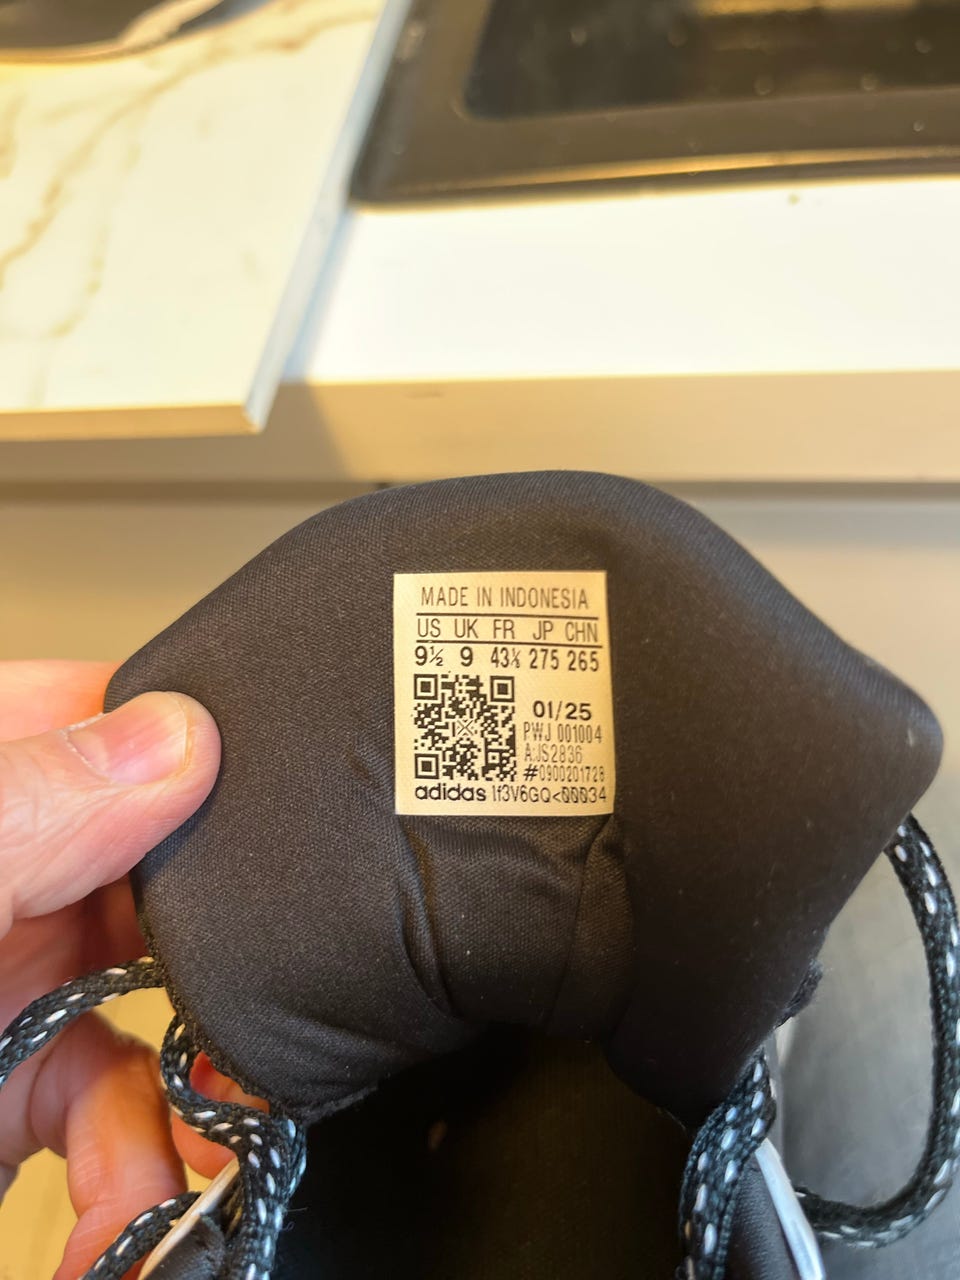 MADE IN INDONESIA
US UK FR JP CHN
9½ 9 43⅓ 275 265
01/25
PWJ 001004
A:JS2836
#0900201728
adidas 1f3V6GQ<00034